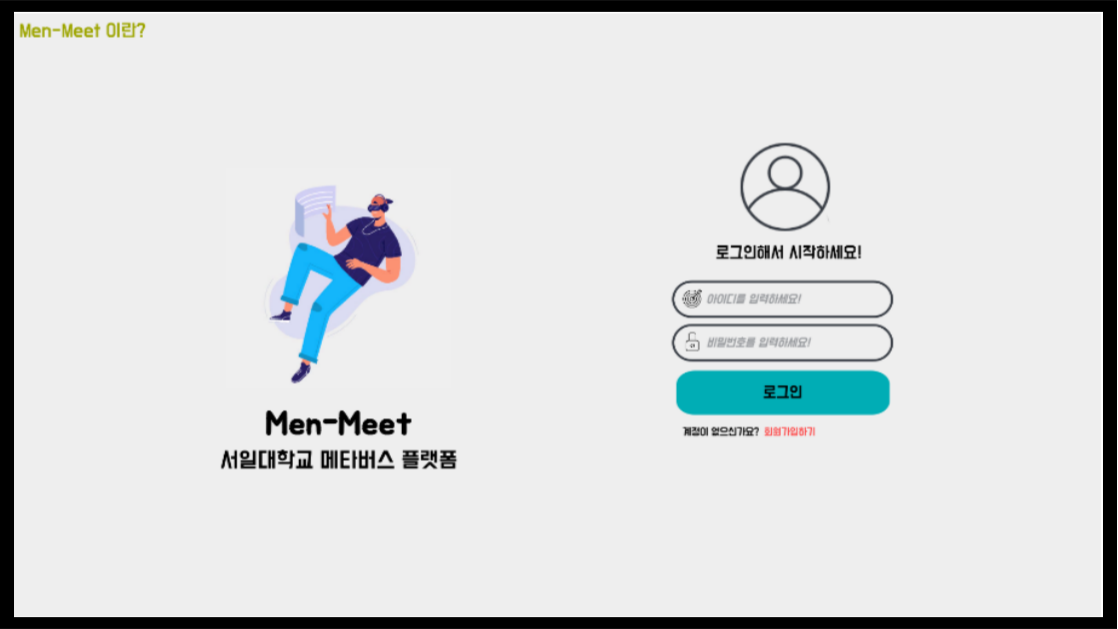 Men-Meet 이란?
Men-Meet
서일대학교 메타버스 플랫폼
로그인해서 시작하세요!
아이디를 입력하세요!
비밀번호를 입력하세요!
로그인
계정이 없으신가요? 회원가입하기